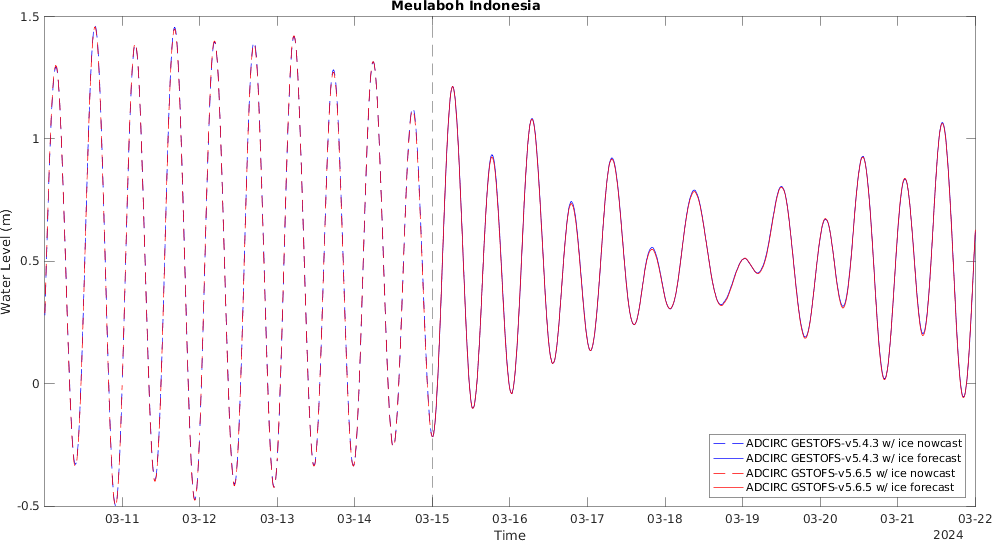 Meulaboh Indonesia
1.5
1
0.5
0
-0.5
Water Level (m)
03-11 03-12 03-13 03-14 03-15 03-16 03-17 03-18 03-19 03-20 03-21 03-22
Time
2024
ADCIRC GESTOFS-v5.4.3 w/ ice nowcast
ADCIRC GESTOFS-v5.4.3 w/ ice forecast
ADCIRC GSTOFS-v5.6.5 w/ ice nowcast
ADCIRC GSTOFS-v5.6.5 w/ ice forecast